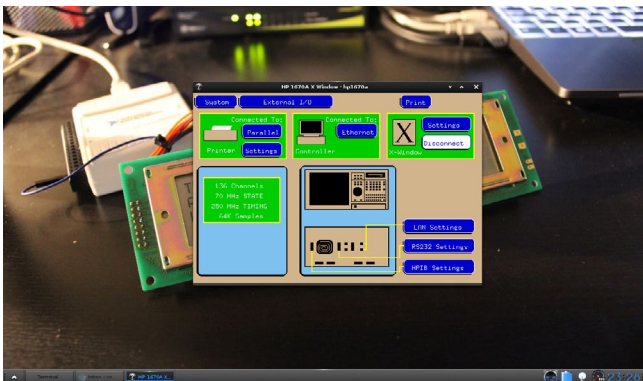 HP 1670A X Window - hp1670a
System External I/O Print
Connected To:
Parallel
Printer Settings
Connected To:
Ethernet
Controller
X
Settings
Disconnect
X-Window
136 Channels
70 MHz STATE
250 MHz TIMING
64K Samples
LAN Settings
RS232 Settings
HPIB Settings
Terminal
HP 1670A X...
23:24